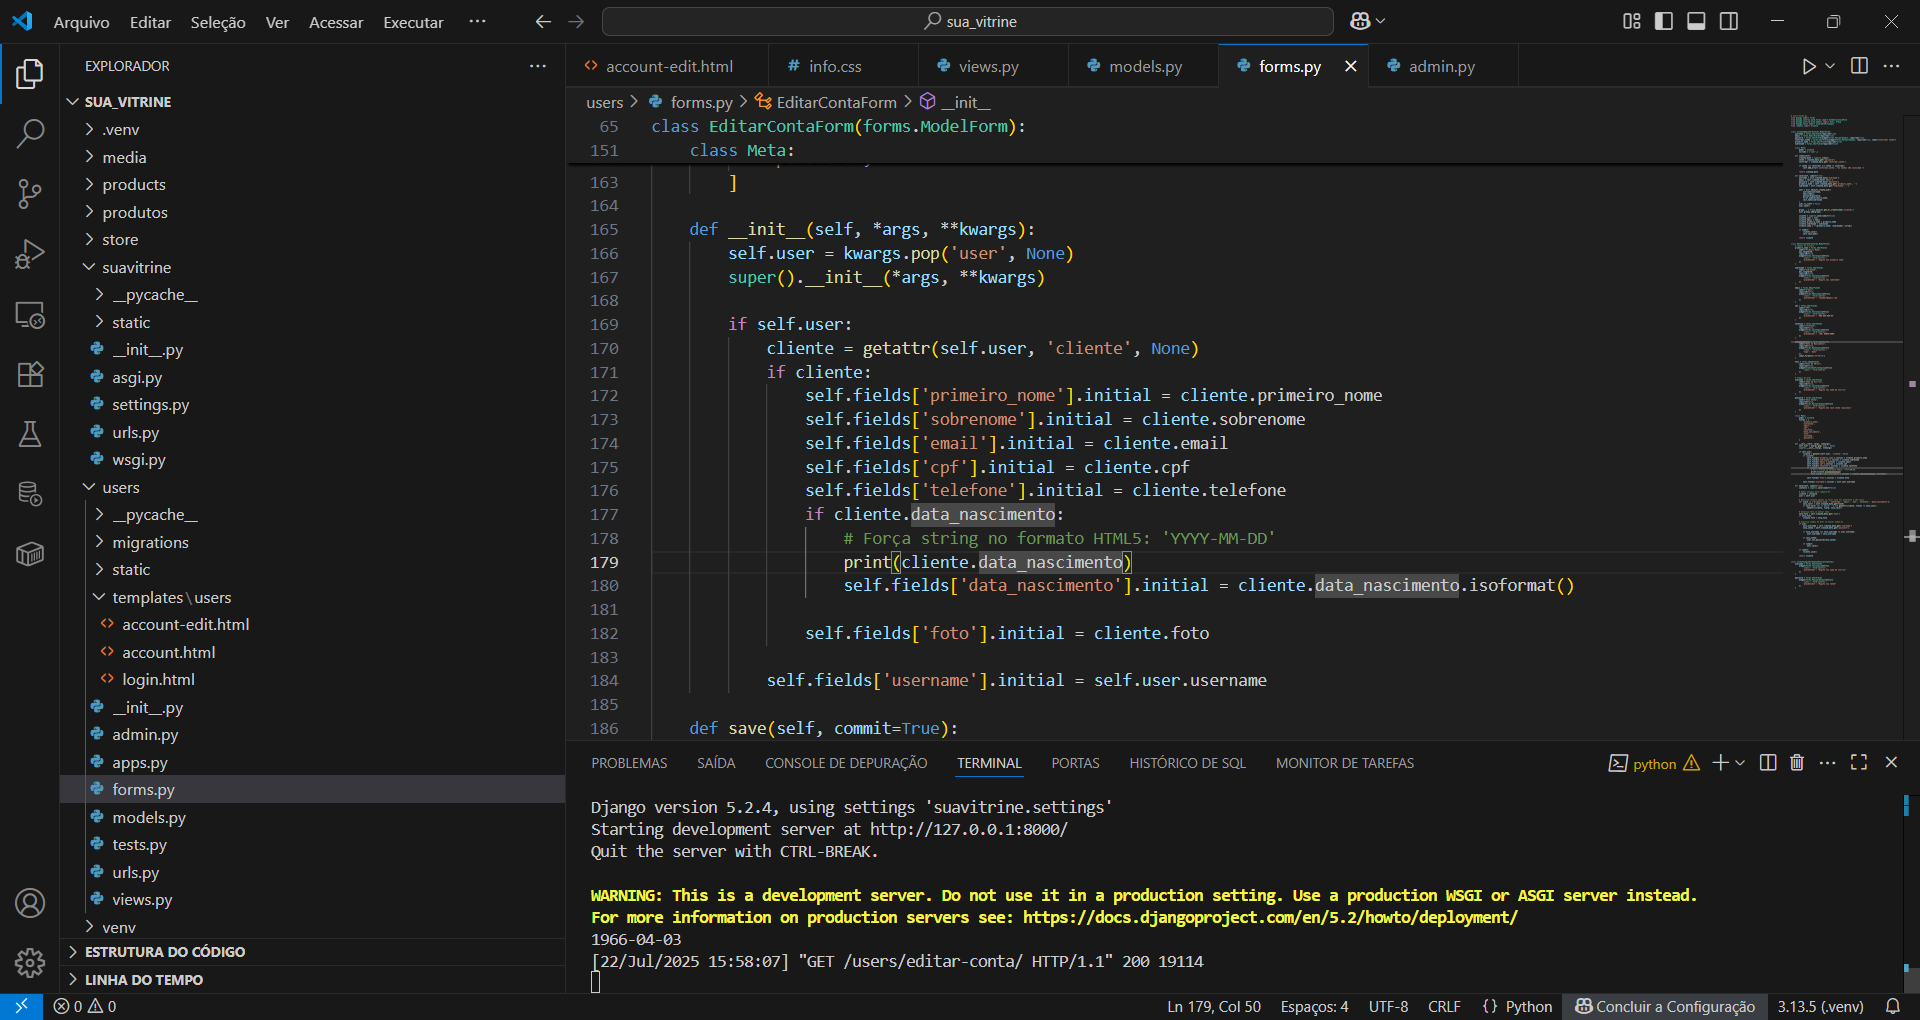 Arquivo Editar Seleção Ver Acessar Executar ··· sua_vitrine
EXPLORADOR ···
SUA_VITRINE
.venv
media
products
produtos
store
suavitrine
__pycache__
static
__init__.py
asgi.py
settings.py
urls.py
wsgi.py
users
__pycache__
migrations
static
templates\users
account-edit.html
account.html
login.html
__init__.py
admin.py
apps.py
forms.py
models.py
tests.py
urls.py
views.py
venv
ESTRUTURA DO CÓDIGO
LINHA DO TEMPO
account-edit.html # info.css views.py models.py forms.py admin.py
users > forms.py > EditarContaForm > __init__
65 class EditarContaForm(forms.ModelForm):
151 class Meta:
163 ]
164
165 def __init__(self, *args, **kwargs):
166 self.user = kwargs.pop('user', None)
167 super().__init__(*args, **kwargs)
168
169 if self.user:
170 cliente = getattr(self.user, 'cliente', None)
171 if cliente:
172 self.fields['primeiro_nome'].initial = cliente.primeiro_nome
173 self.fields['sobrenome'].initial = cliente.sobrenome
174 self.fields['email'].initial = cliente.email
175 self.fields['cpf'].initial = cliente.cpf
176 self.fields['telefone'].initial = cliente.telefone
177 if cliente.data_nascimento:
178 # Força string no formato HTML5: 'YYYY-MM-DD'
179 print(cliente.data_nascimento)
180 self.fields['data_nascimento'].initial = cliente.data_nascimento.isoformat()
181
182 self.fields['foto'].initial = cliente.foto
183
184 self.fields['username'].initial = self.user.username
185
186 def save(self, commit=True):
PROBLEMAS SAÍDA CONSOLE DE DEPURAÇÃO TERMINAL PORTAS HISTÓRICO DE SQL MONITOR DE TAREFAS python
Django version 5.2.4, using settings 'suavitrine.settings'
Starting development server at http://127.0.0.1:8000/
Quit the server with CTRL-BREAK.
WARNING: This is a development server. Do not use it in a production setting. Use a production WSGI or ASGI server instead.
For more information on production servers see: https://docs.djangoproject.com/en/5.2/howto/deployment/
1966-04-03
[22/Jul/2025 15:58:07] "GET /users/editar-conta/ HTTP/1.1" 200 19114
0 0 Ln 179, Col 50 Espaços: 4 UTF-8 CRLF {} Python Concluir a Configuração 3.13.5 (.venv)